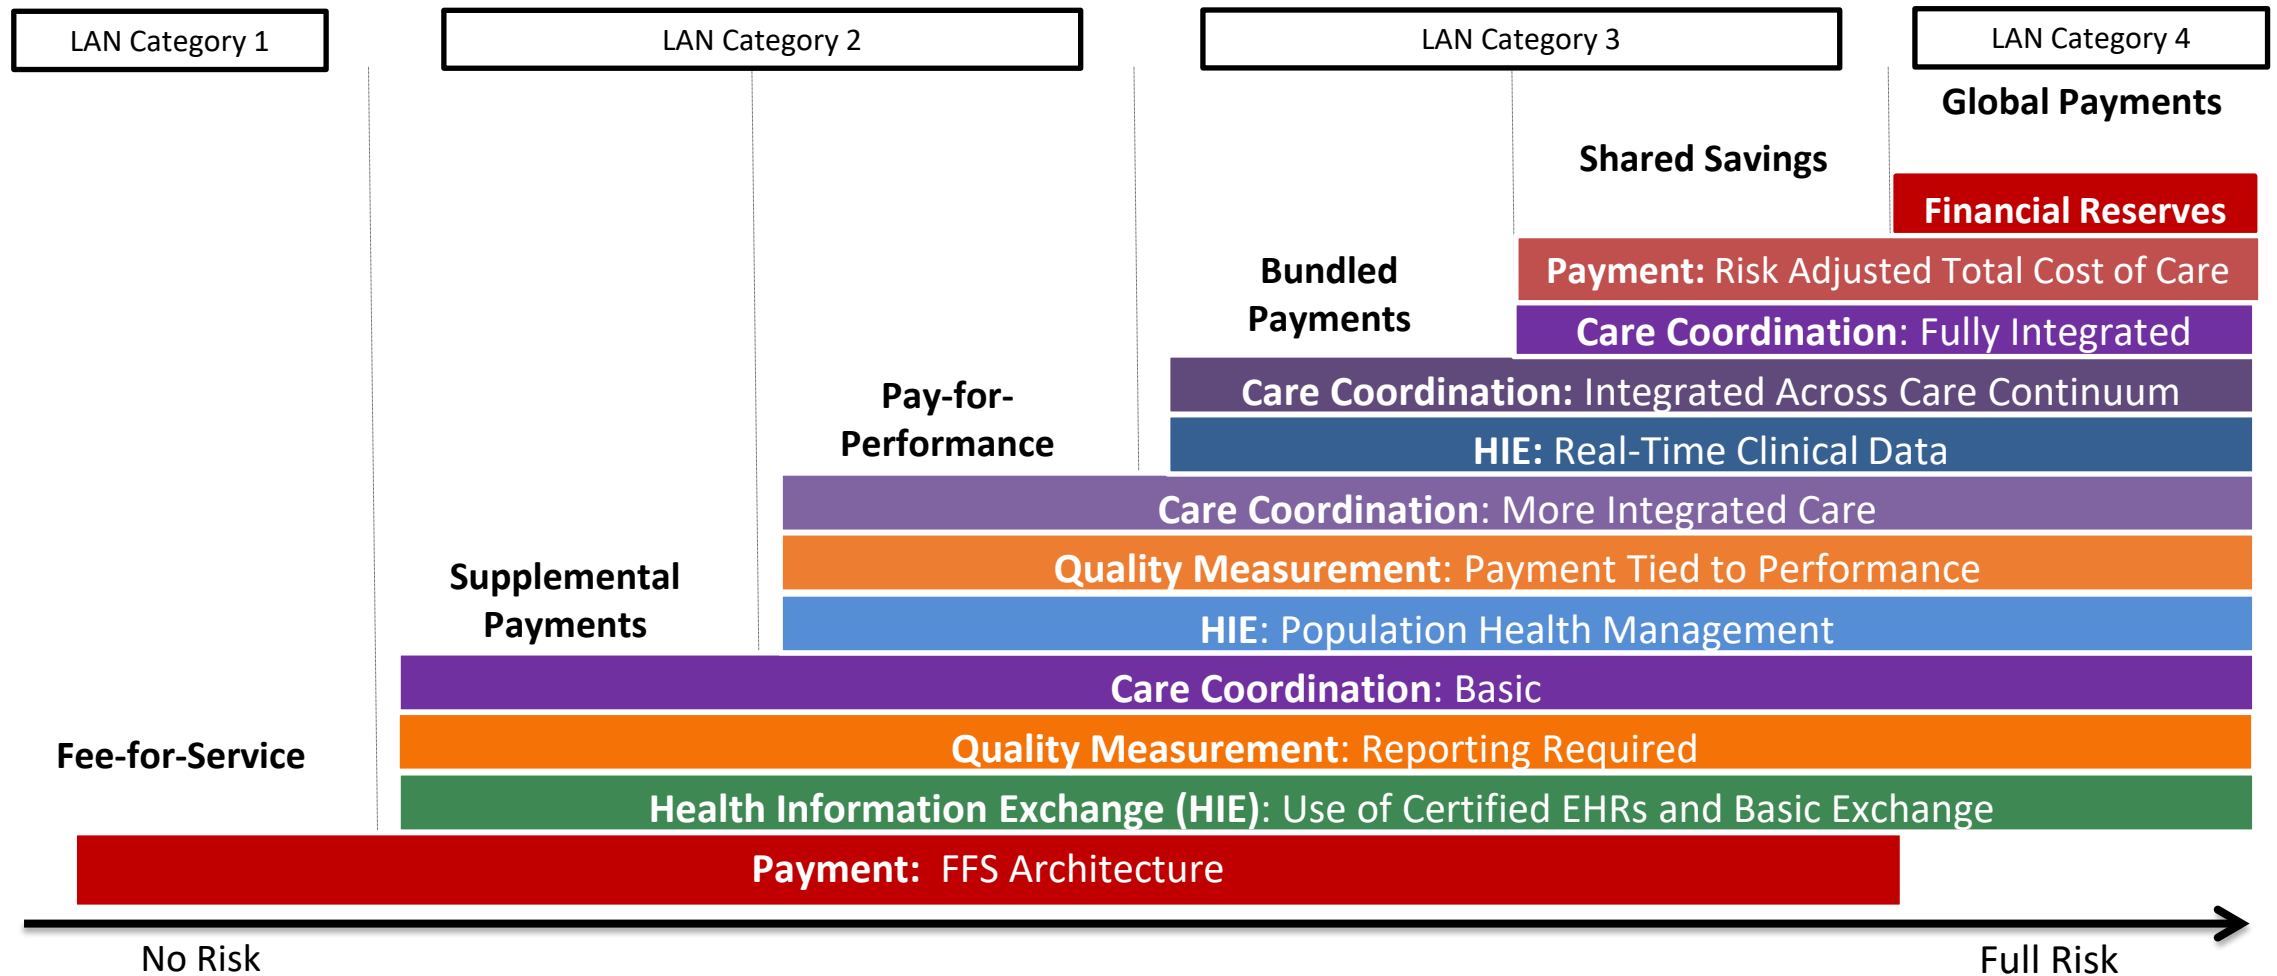 LAN Category 1
LAN Category 2
LAN Category 3
LAN Category 4
Global Payments
Shared Savings
Financial Reserves
Bundled
Payments
Payment: Risk Adjusted Total Cost of Care
Care Coordination: Fully Integrated
Care Coordination: Integrated Across Care Continuum
Pay-for-
Performance
HIE: Real-Time Clinical Data
Care Coordination: More Integrated Care
Quality Measurement: Payment Tied to Performance
Supplemental
Payments
HIE: Population Health Management
Care Coordination: Basic
Quality Measurement: Reporting Required
Fee-for-Service
Health Information Exchange (HIE): Use of Certified EHRs and Basic Exchange
Payment: FFS Architecture
No Risk
Full Risk